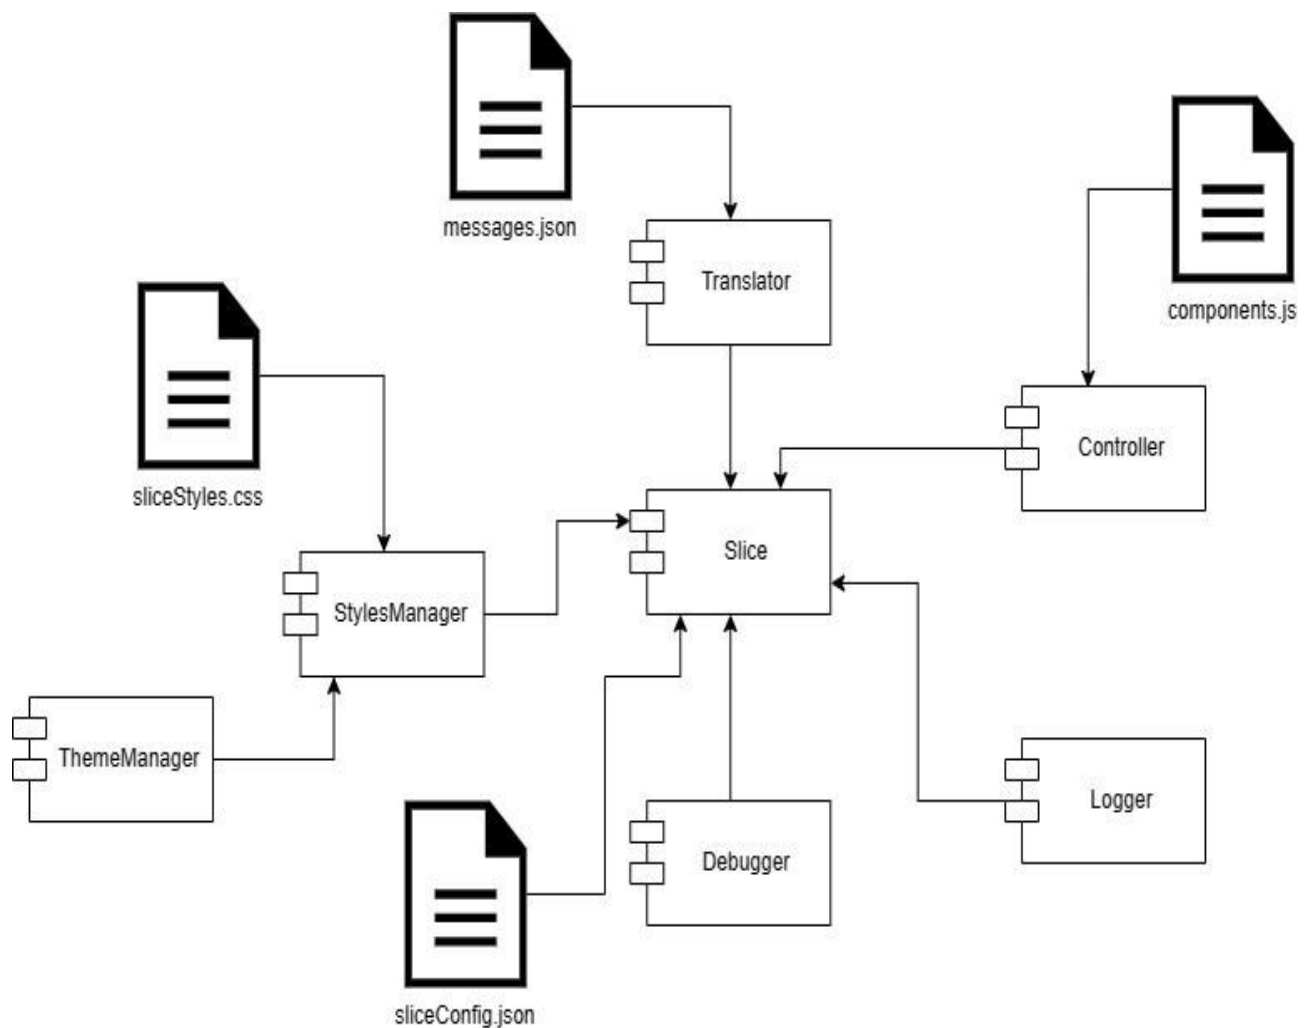 messages.json
components.js
Translator
sliceStyles.css
Controller
Slice
StylesManager
ThemeManager
Logger
Debugger
sliceConfig.json